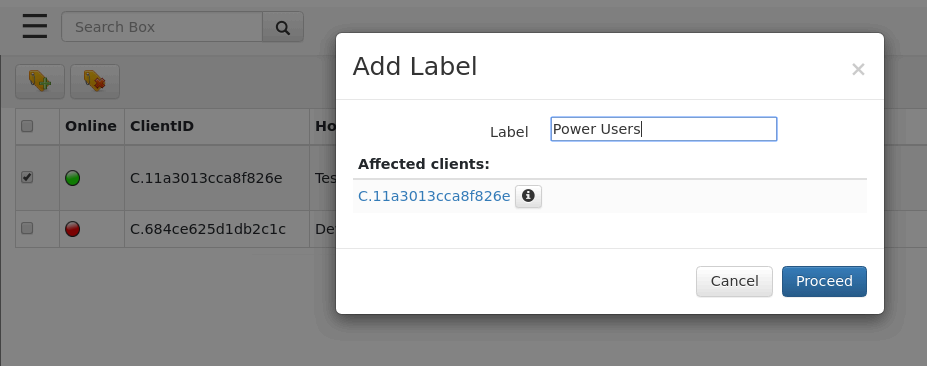 Search Box
Add Label
×
Label Power Users
Affected clients:
C.11a3013cca8f826e
Cancel Proceed
Online ClientID Ho
C.11a3013cca8f826e Tes
C.684ce625d1db2c1c De